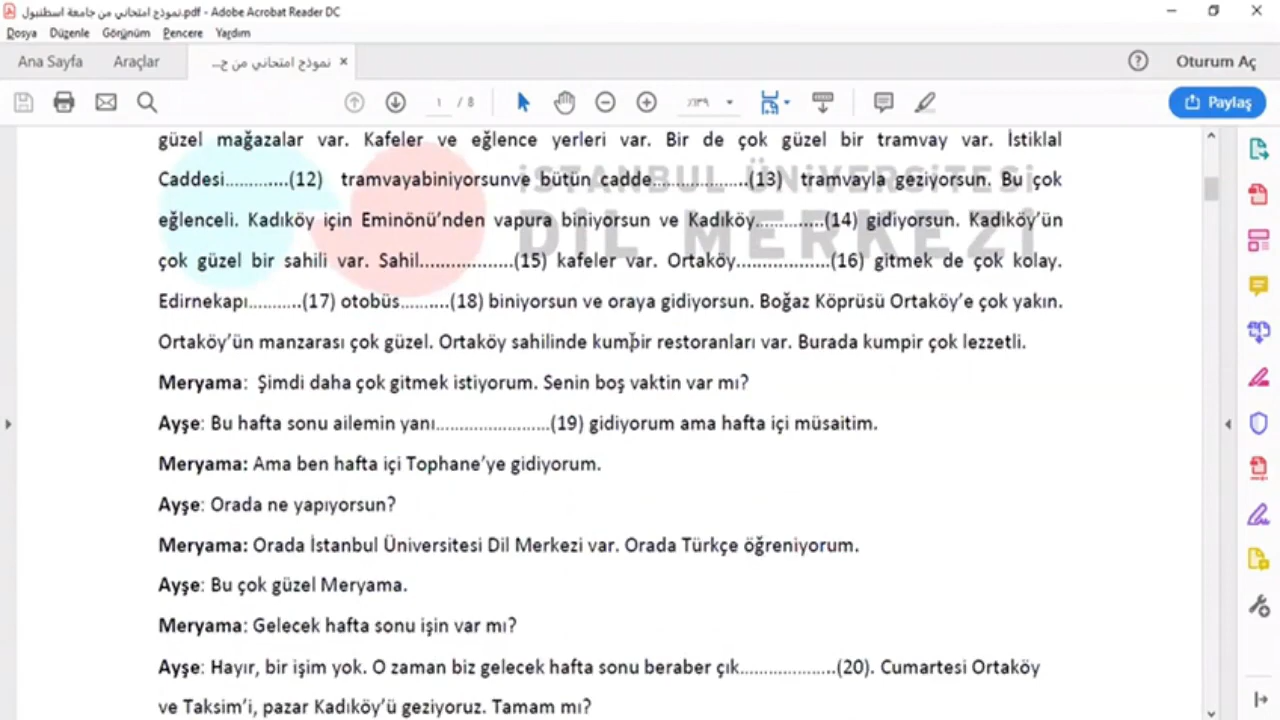 نموذج امتحاني من جامعة اسطنبول.pdf - Adobe Acrobat Reader DC
Dosya Düzenle Görünüm Pencere Yardım
Ana Sayfa Araçlar نموذج امتحاني من ج... × Oturum Aç
١ / 8 Paylaş
güzel mağazalar var. Kafeler ve eğlence yerleri var. Bir de çok güzel bir tramvay var. İstiklal
Caddesi.............(12) tramvayabiniyorsunve bütün cadde...................(13) tramvayla geziyorsun. Bu çok
eğlenceli. Kadıköy için Eminönü’nden vapura biniyorsun ve Kadıköy..............(14) gidiyorsun. Kadıköy’ün
çok güzel bir sahili var. Sahil...................(15) kafeler var. Ortaköy...................(16) gitmek de çok kolay.
Edirnekapı...........(17) otobüs..........(18) biniyorsun ve oraya gidiyorsun. Boğaz Köprüsü Ortaköy’e çok yakın.
Ortaköy’ün manzarası çok güzel. Ortaköy sahilinde kumpir restoranları var. Burada kumpir çok lezzetli.
Meryama: Şimdi daha çok gitmek istiyorum. Senin boş vaktin var mı?
Ayşe: Bu hafta sonu ailemin yanı.......................(19) gidiyorum ama hafta içi müsaitim.
Meryama: Ama ben hafta içi Tophane’ye gidiyorum.
Ayşe: Orada ne yapıyorsun?
Meryama: Orada İstanbul Üniversitesi Dil Merkezi var. Orada Türkçe öğreniyorum.
Ayşe: Bu çok güzel Meryama.
Meryama: Gelecek hafta sonu işin var mı?
Ayşe: Hayır, bir işim yok. O zaman biz gelecek hafta sonu beraber çık...................(20). Cumartesi Ortaköy
ve Taksim’i, pazar Kadıköy’ü geziyoruz. Tamam mı?
İSTANBUL ÜNİVERSİTESİ
DİL MERKEZİ